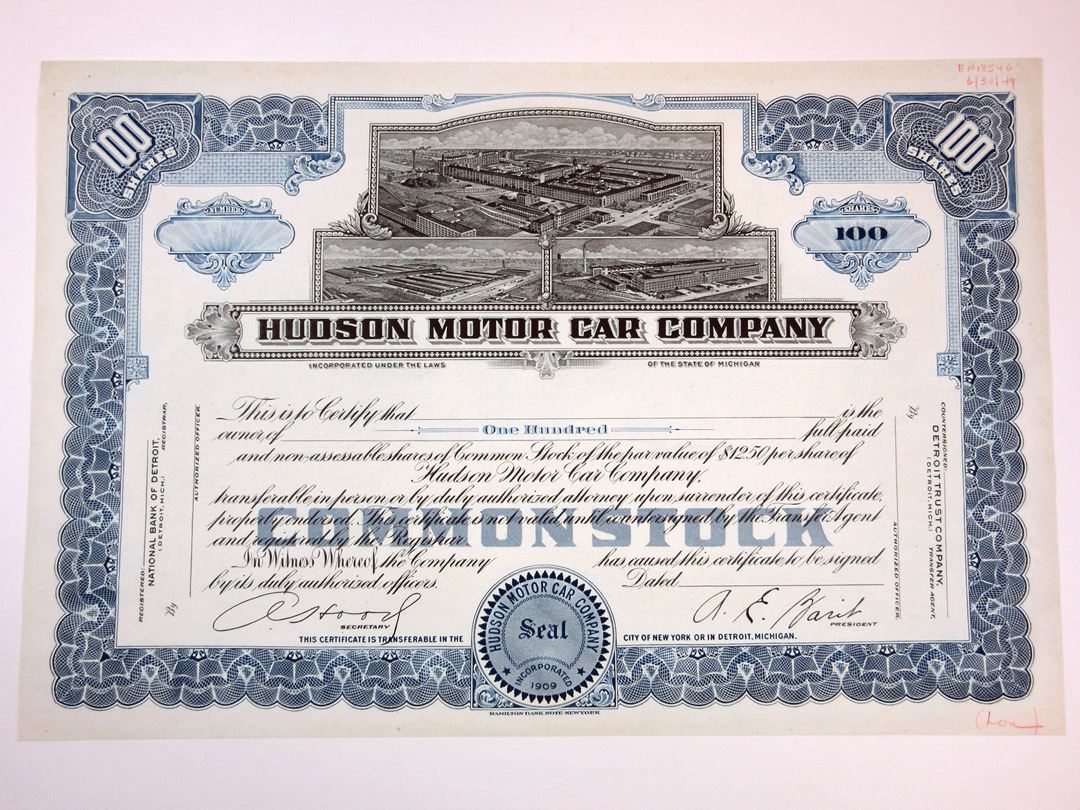 EN13546
6/30/49
100
SHARES
100
SHARES
NUMBER
SHARES
100
HUDSON MOTOR CAR COMPANY
INCORPORATED UNDER THE LAWS OF THE STATE OF MICHIGAN
This is to Certify that is the
owner of One Hundred full paid
and non-assessable shares of Common Stock of the par value of $12.50 per share of
Hudson Motor Car Company,
transferable in person or by duly authorized attorney, upon surrender of this certificate,
properly endorsed. This certificate is not valid until countersigned by the Transfer Agent
and registered by the Registrar.
COMMON STOCK
In Witness Whereof, the Company has caused this certificate to be signed
by its duly authorized officers. Dated
SECRETARY
A. E. Barit
PRESIDENT
THIS CERTIFICATE IS TRANSFERABLE IN THE CITY OF NEW YORK OR IN DETROIT, MICHIGAN.
HUDSON MOTOR CAR COMPANY
Seal
INCORPORATED
1909
HAMILTON BANK NOTE-NEW YORK
REGISTERED:
NATIONAL BANK OF DETROIT,
(DETROIT, MICH.) REGISTRAR,
By
AUTHORIZED OFFICER.
COUNTERSIGNED:
DETROIT TRUST COMPANY,
(DETROIT, MICH.) TRANSFER AGENT,
By
AUTHORIZED OFFICER.